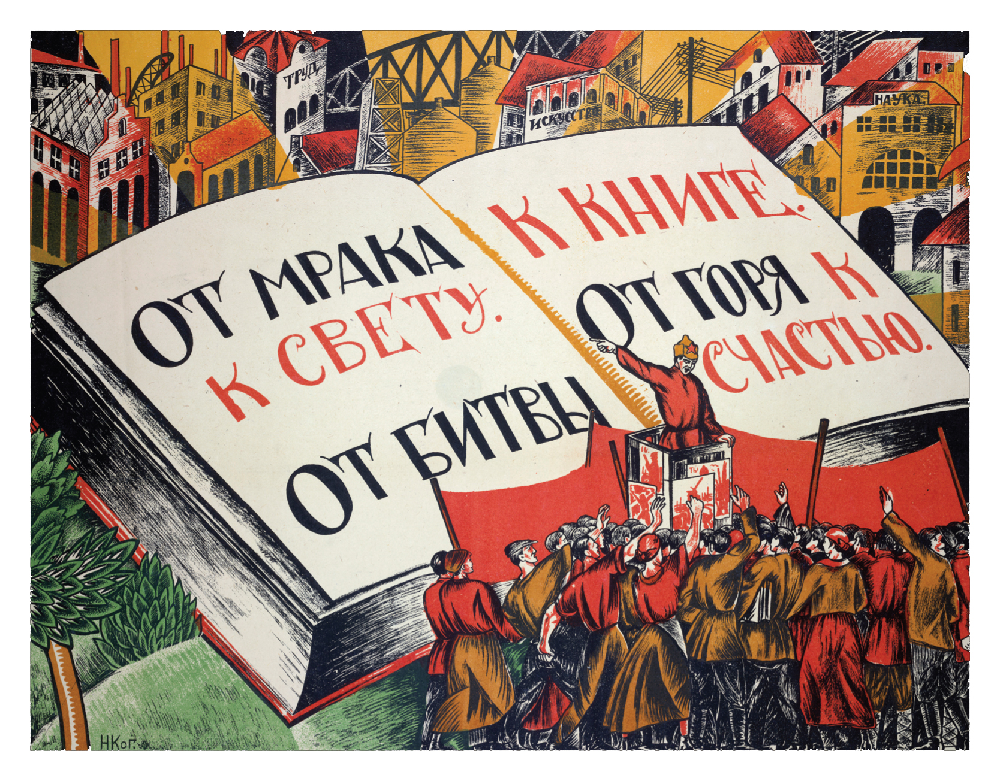 ТРУД
ИСКУССТВО
НАУКА
ОТ МРАКА
К СВЕТУ.
ОТ БИТВЫ
К КНИГЕ.
ОТ ГОРЯ К
СЧАСТЬЮ.
НКоГ.